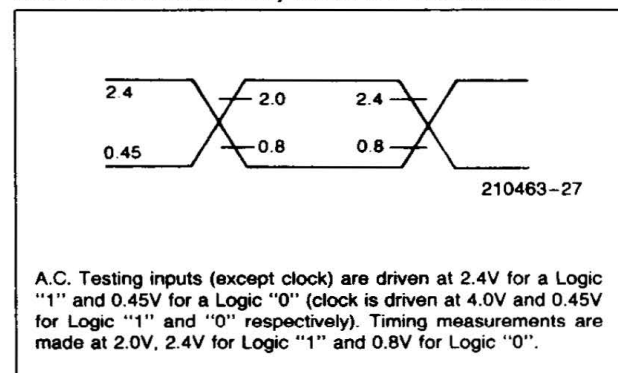 2.4 2.0 2.4
0.45 0.8 0.8
210463-27
A.C. Testing inputs (except clock) are driven at 2.4V for a Logic
"1" and 0.45V for a Logic "0" (clock is driven at 4.0V and 0.45V
for Logic "1" and "0" respectively). Timing measurements are
made at 2.0V, 2.4V for Logic "1" and 0.8V for Logic "0".